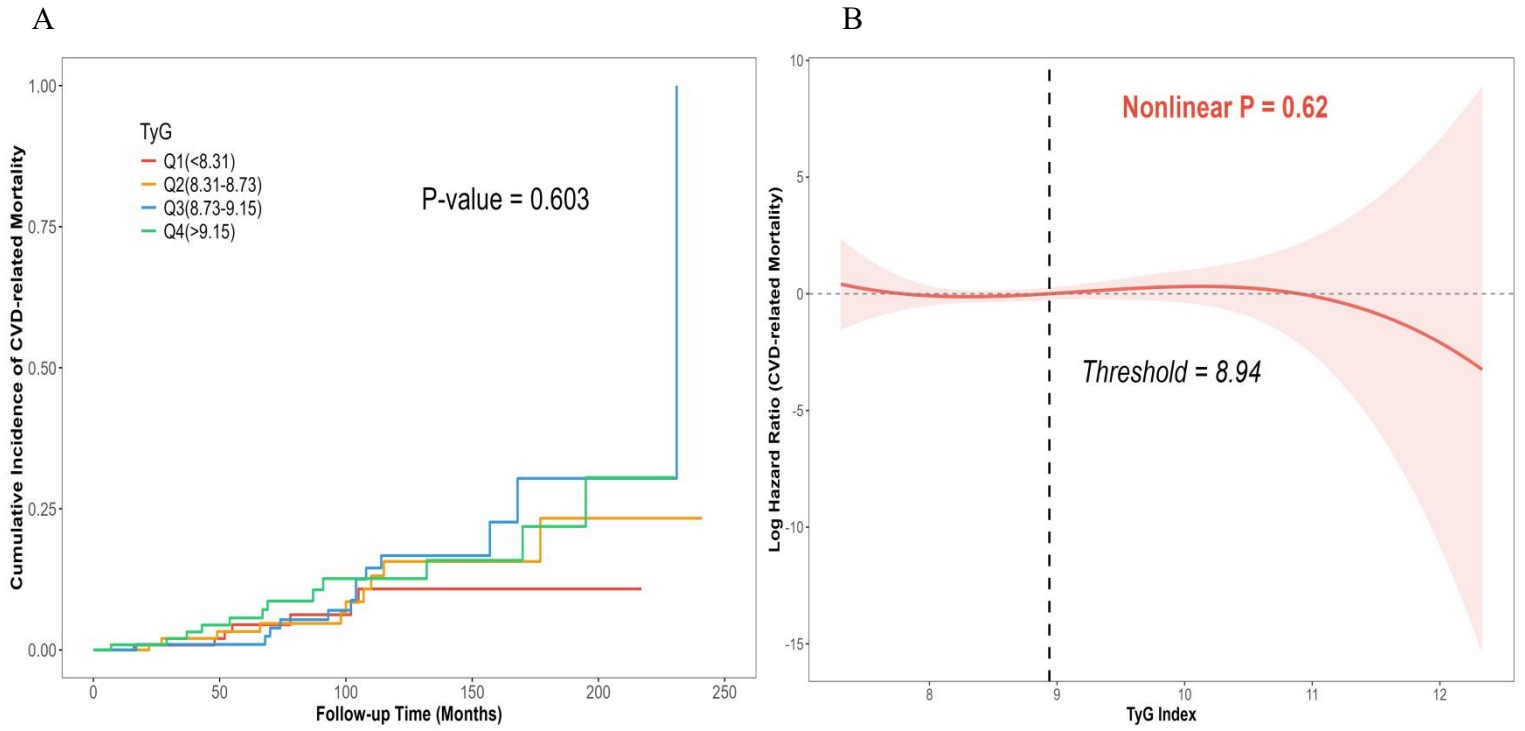 A
B
Cumulative Incidence of CVD-related Mortality
1.00
0.75
0.50
0.25
0.00
TyG
Q1(<8.31)
Q2(8.31-8.73)
Q3(8.73-9.15)
Q4(>9.15)
P-value = 0.603
0
50
100
150
200
250
Follow-up Time (Months)
Log Hazard Ratio (CVD-related Mortality)
10
5
0
-5
-10
-15
Nonlinear P = 0.62
Threshold = 8.94
8
9
10
11
12
TyG Index